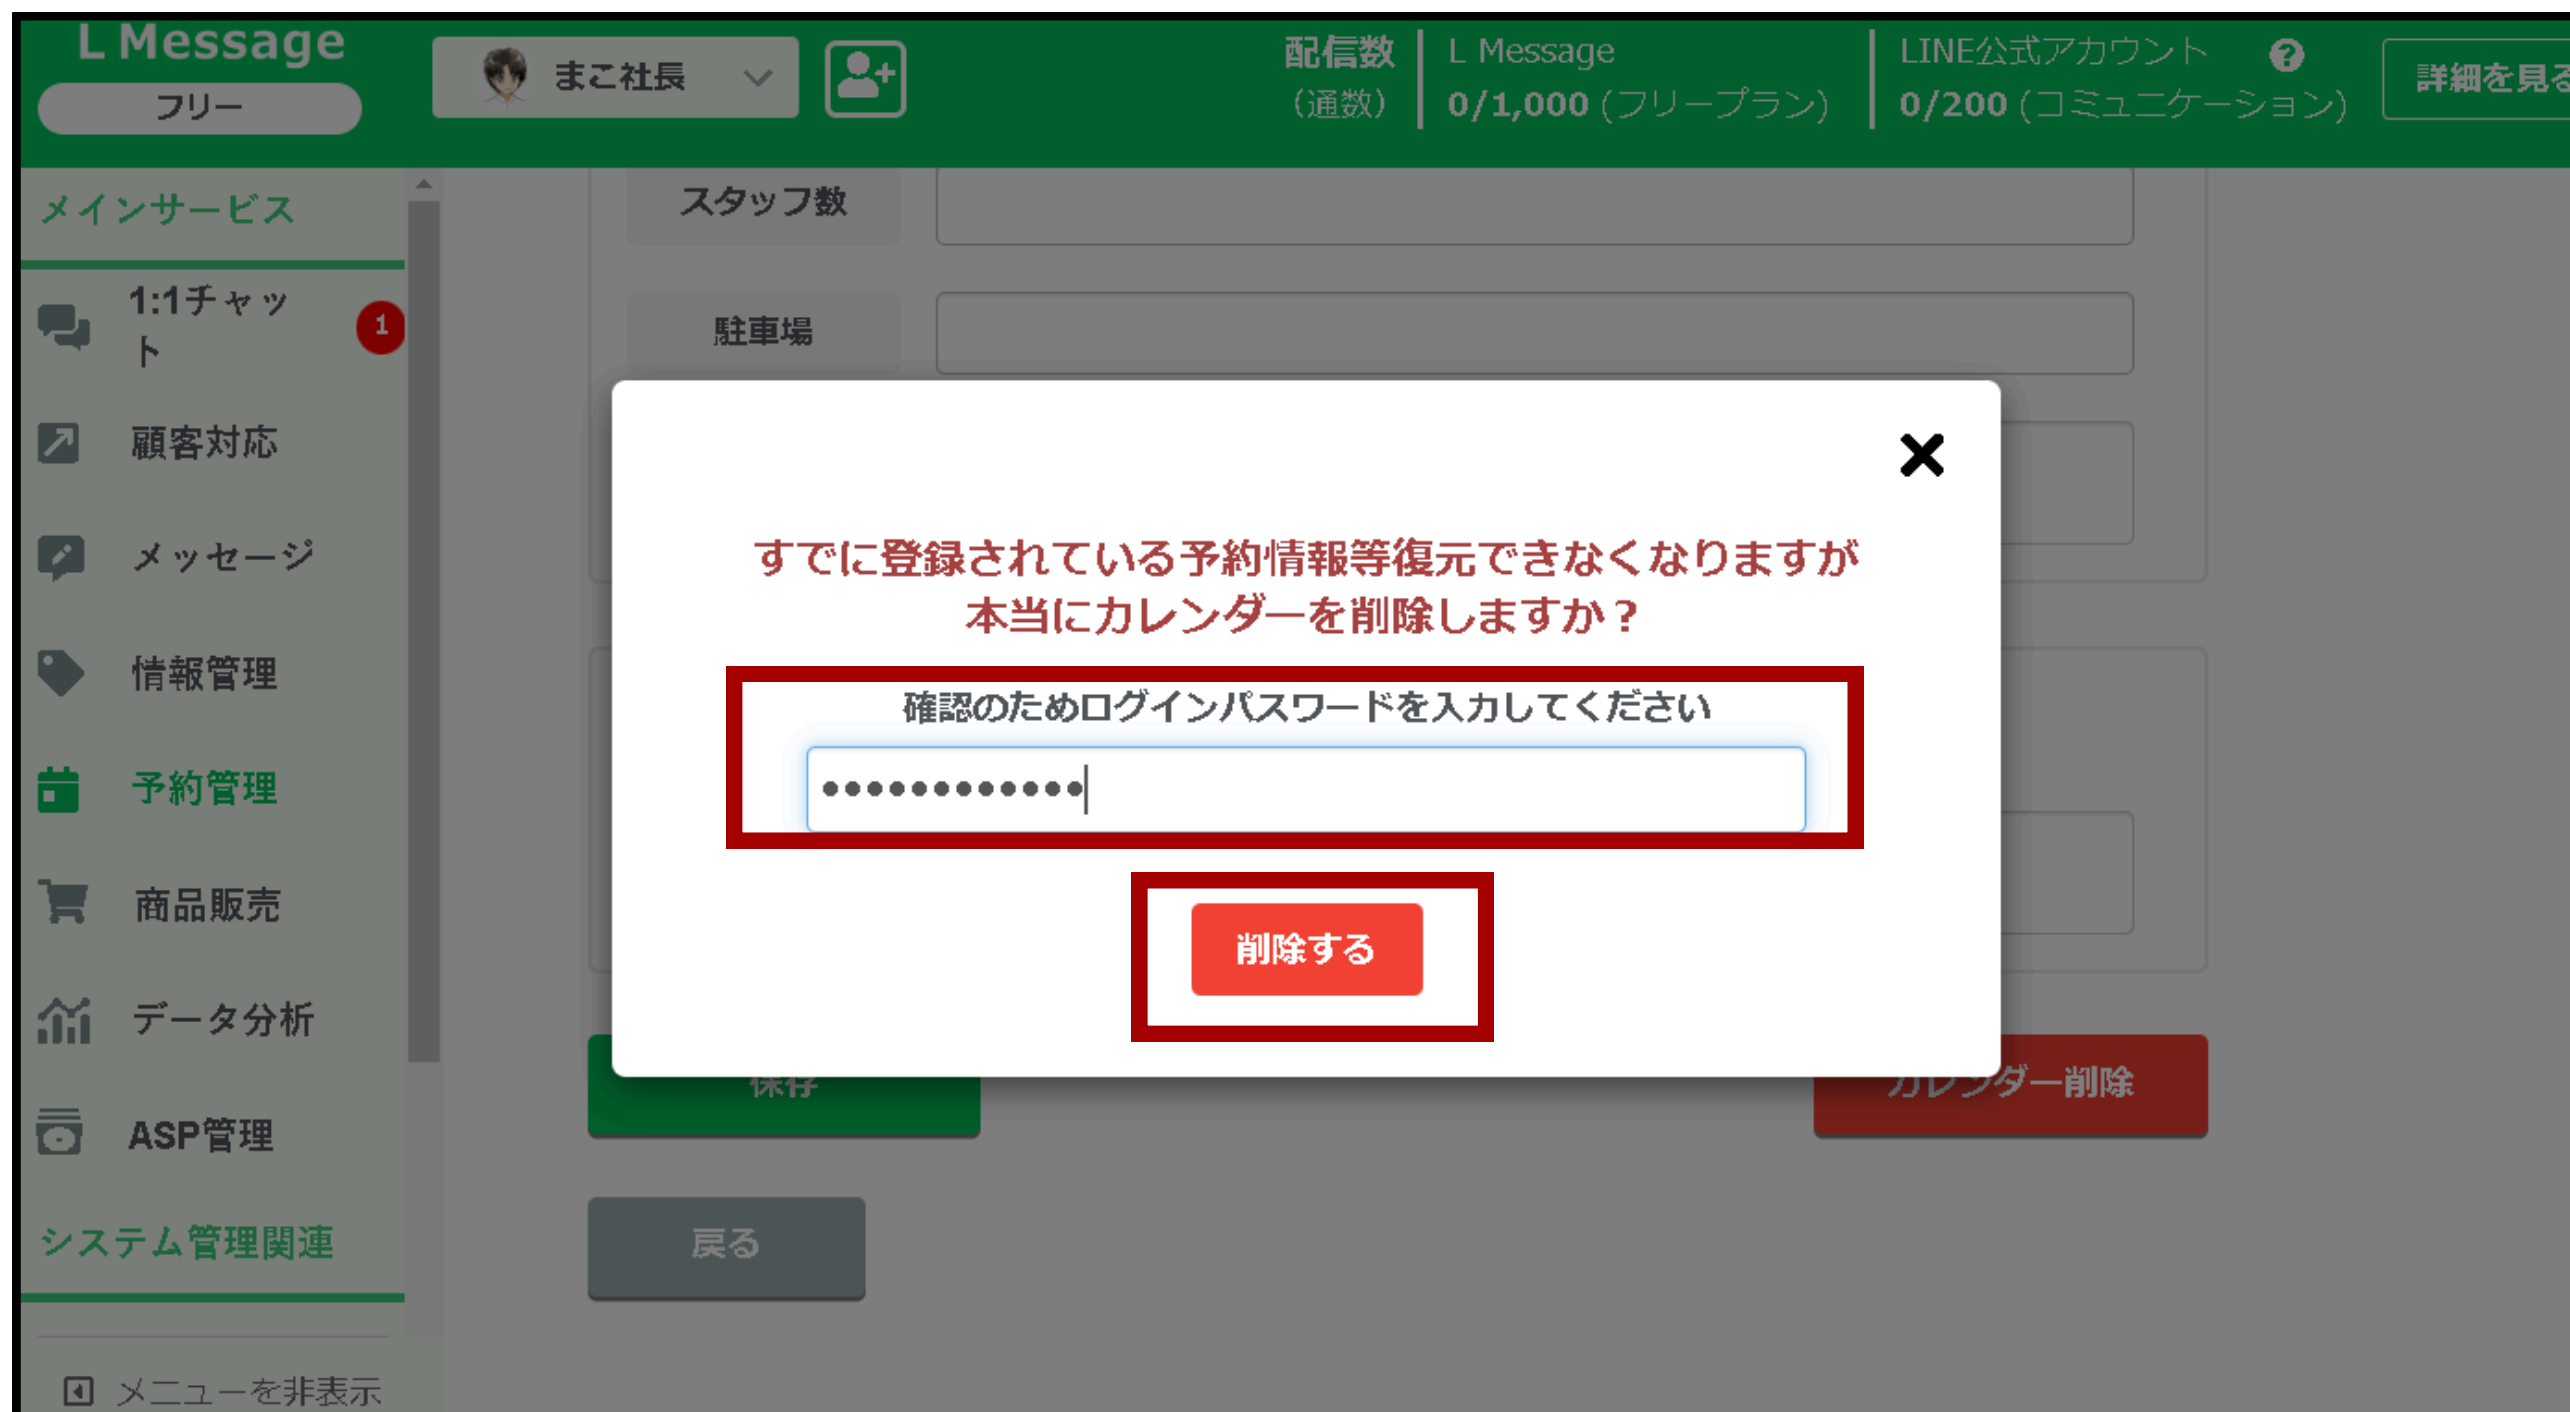 L Message
フリー
まこ社長
配信数
(通数)
L Message
0/1,000 (フリープラン)
LINE公式アカウント
0/200 (コミュニケーション)
詳細を見る
メインサービス
1:1チャッ
ト
1
顧客対応
メッセージ
情報管理
予約管理
商品販売
データ分析
ASP管理
システム管理関連
メニューを非表示
スタッフ数
駐車場
すでに登録されている予約情報等復元できなくなりますが
本当にカレンダーを削除しますか？
確認のためログインパスワードを入力してください
••••••••••••
削除する
保存
カレンダー削除
戻る